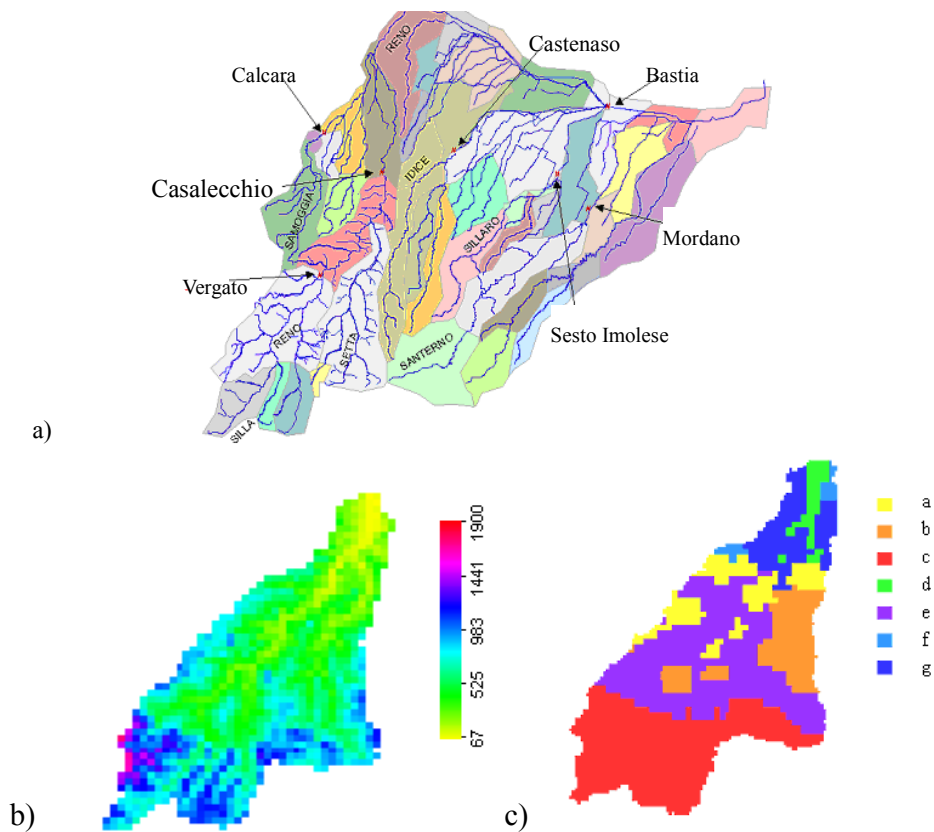 Castenaso
Calcara
Bastia
RENO
IDICE
Casalecchio
SAMOGGIA
SILLARO
Mordano
Vergato
RENO
SETTA
Sesto Imolese
SANTERNO
SILLA
a)
1900
1441
983
525
67
b)
a
b
c
d
e
f
g
c)